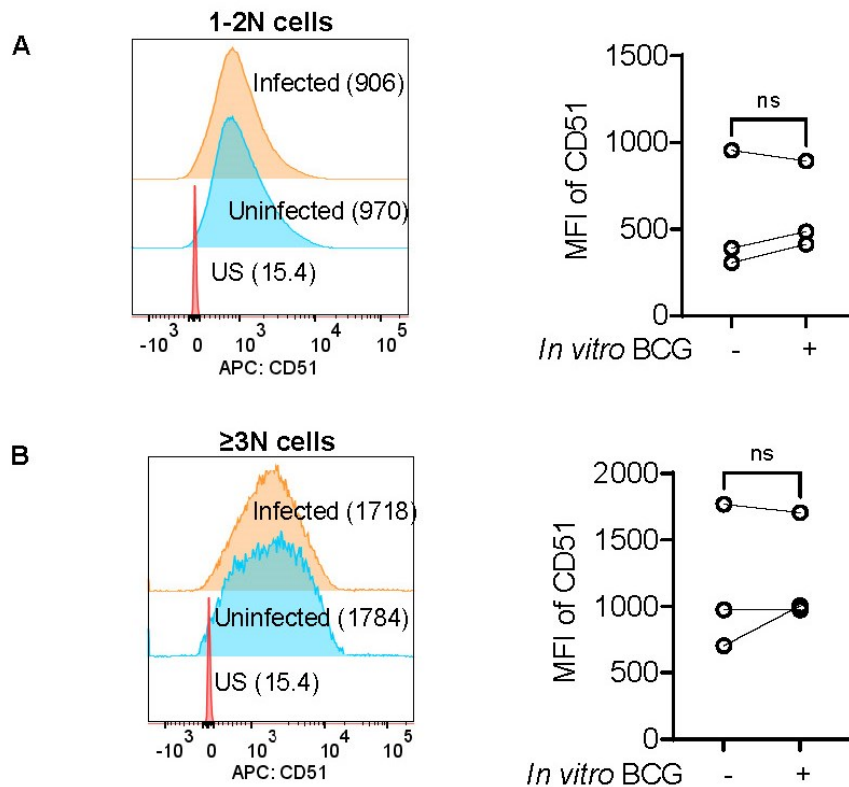 A
1-2N cells
Infected (906)
Uninfected (970)
US (15.4)
-10³ 0 10³ 10⁴ 10⁵
APC: CD51
1500
1000
500
0
MFI of CD51
ns
In vitro BCG - +
B
≥3N cells
Infected (1718)
Uninfected (1784)
US (15.4)
-10³ 0 10³ 10⁴ 10⁵
APC: CD51
2000
1500
1000
500
0
MFI of CD51
ns
In vitro BCG - +